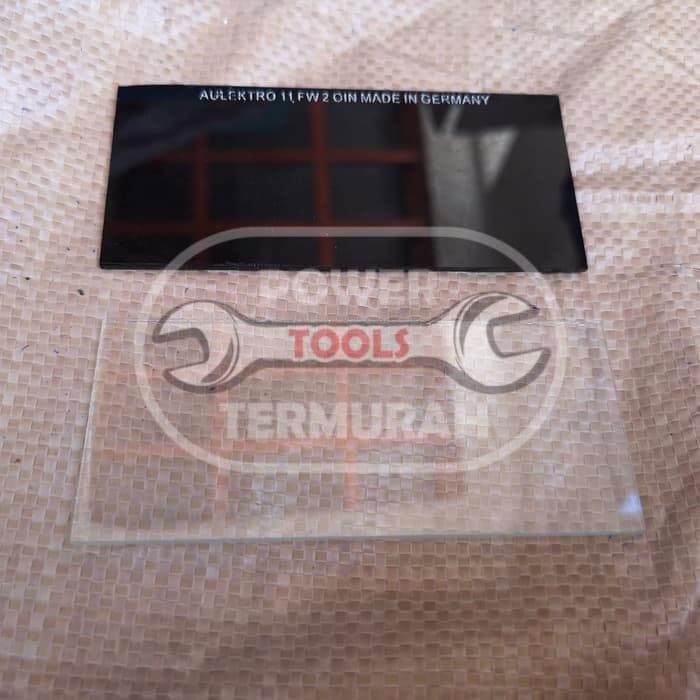 AULEKTRO 11, FW 2 OIN MADE IN GERMANY
POWER
TOOLS
TERMURAH